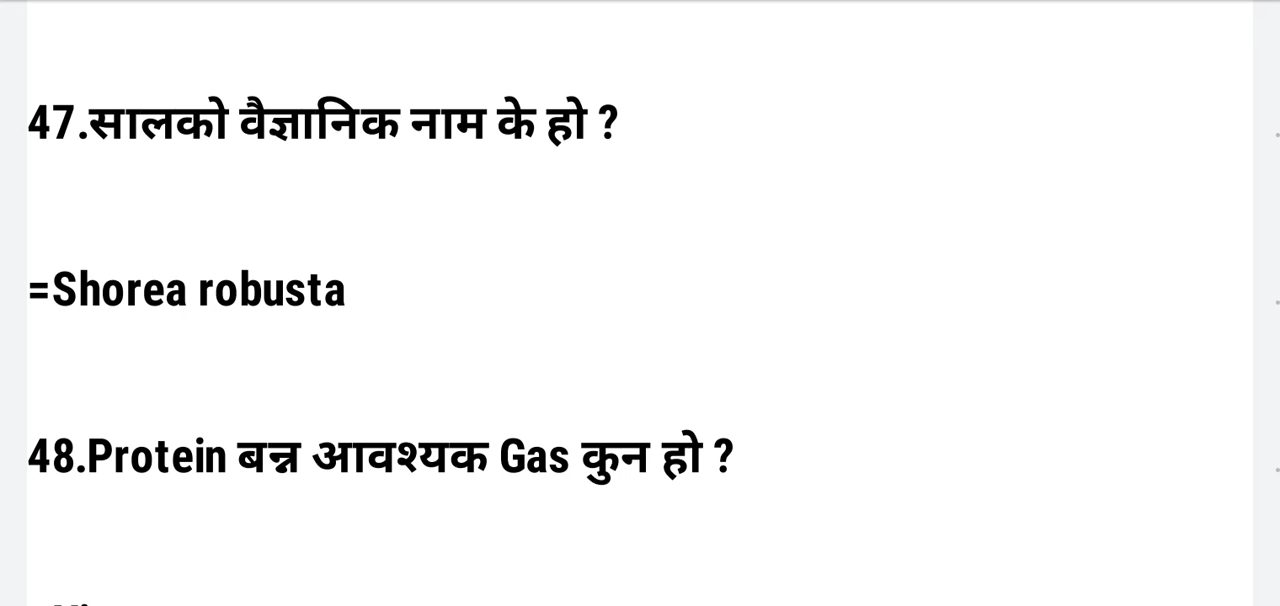 47.सालको वैज्ञानिक नाम के हो ?
=Shorea robusta
48.Protein बन्न आवश्यक Gas कुन हो ?